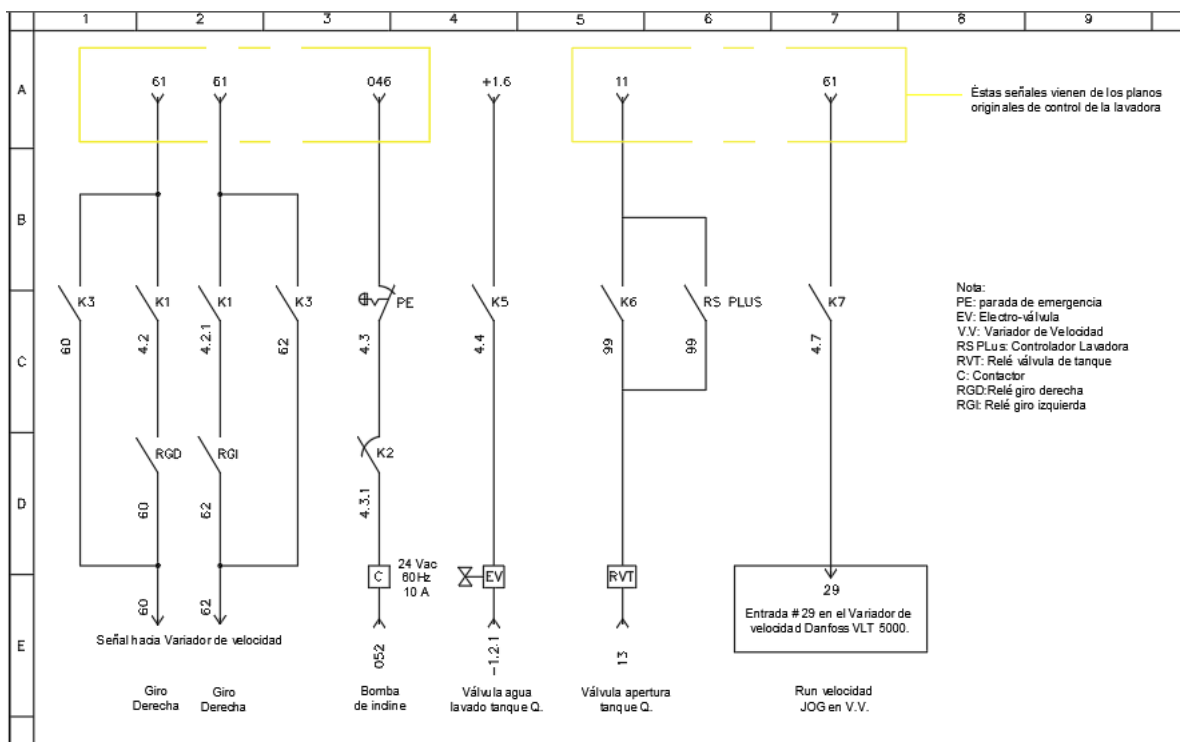 1 2 3 4 5 6 7 8 9
A
61 61 046 +1.6 11 61
Éstas señales vienen de los planos
originales de control de la lavadora
B
K3 K1 K1 K3 PE K5 K6 RS PLUS K7
60 4.2 4.2.1 62 4.3 4.4 99 99 4.7
C
Nota:
PE: parada de emergencia
EV: Electro-válvula
V.V: Variador de Velocidad
RS PLus: Controlador Lavadora
RVT: Relé válvula de tanque
C: Contactor
RGD:Relé giro derecha
RGI: Relé giro izquierda
RGD RGI K2
D
60 62 4.3.1
C
24 Vac
60Hz
10 A
EV
RVT
29
Entrada #29 en el Variador de
velocidad Danfoss VLT 5000.
60 62
E
Señal hacia Variador de velocidad
052 -1.2.1 13
Giro
Derecha
Giro
Derecha
Bomba
de incline
Válvula agua
lavado tanque Q.
Válvula apertura
tanque Q.
Run velocidad
JOG en V.V.